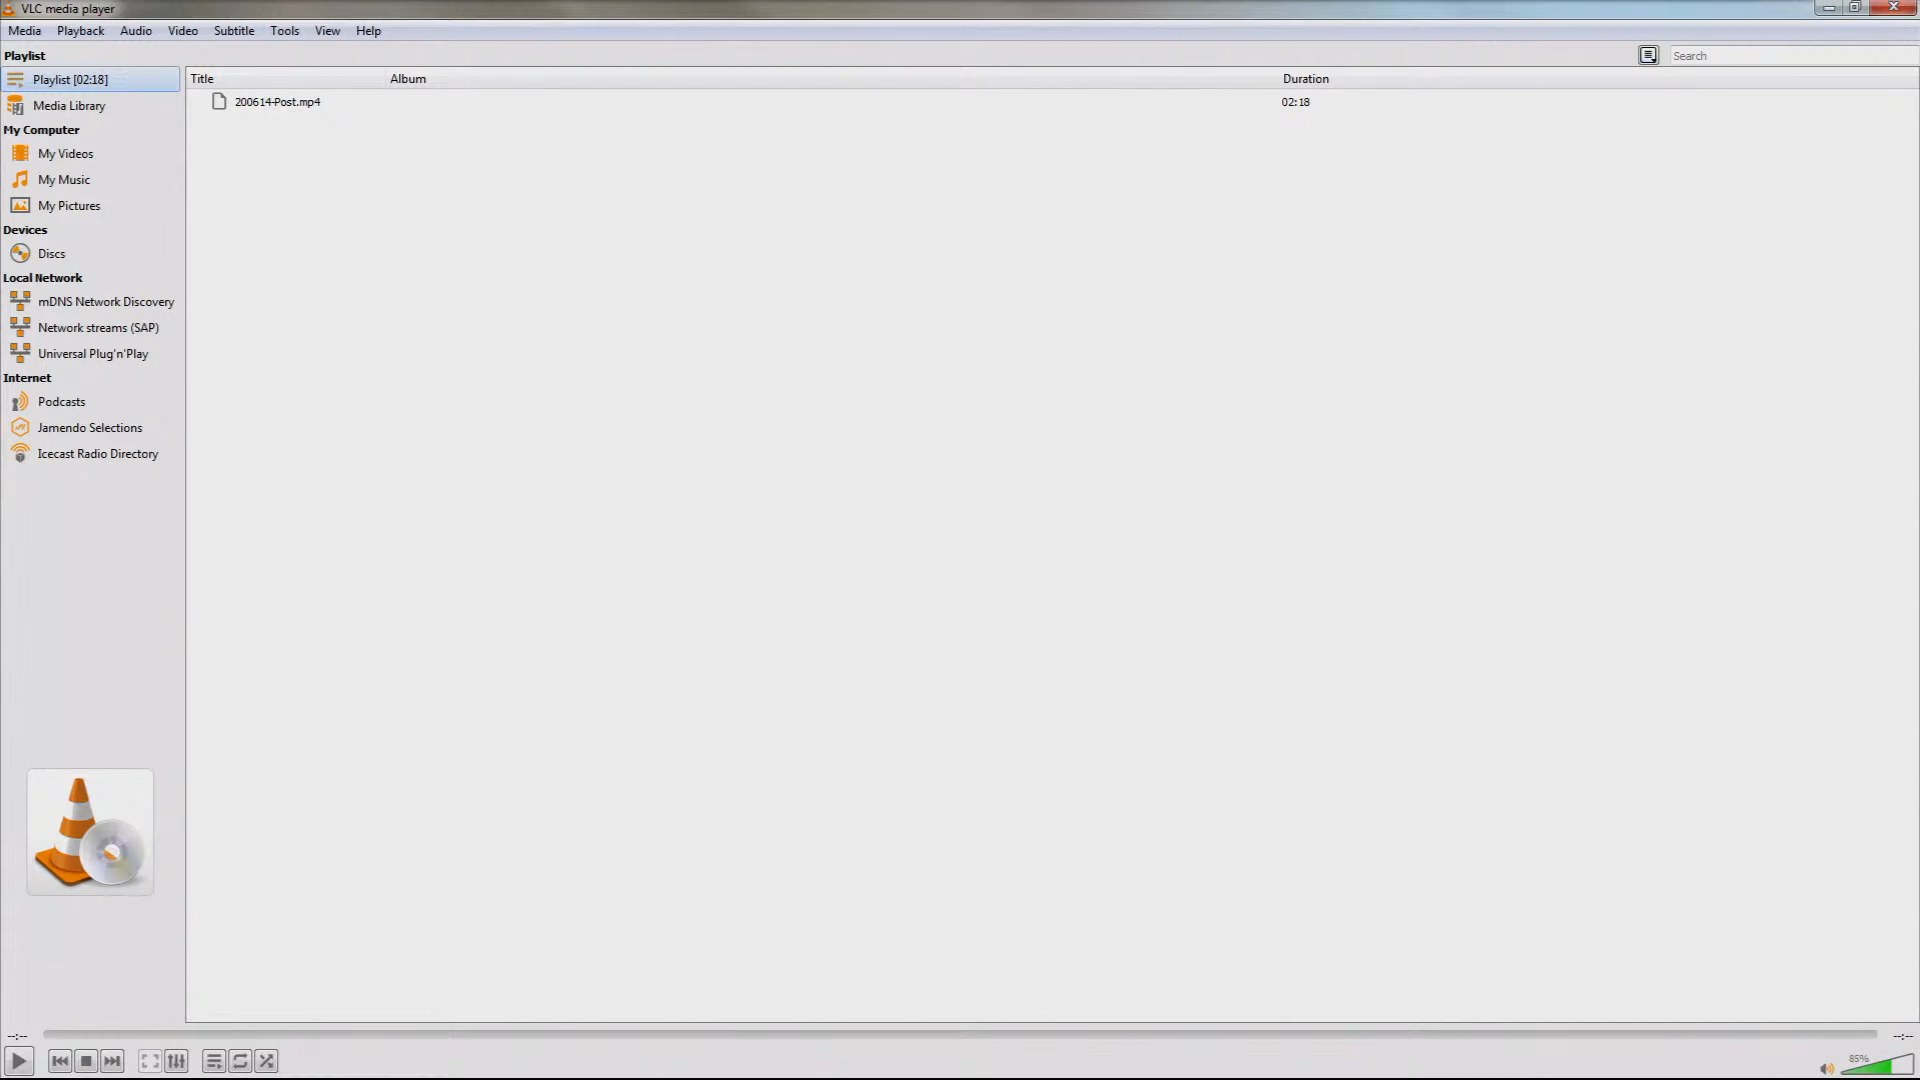 VLC media player
Media Playback Audio Video Subtitle Tools View Help
Playlist
Search
Playlist [02:18]
Title Album Duration
200614-Post.mp4 02:18
Media Library
My Computer
My Videos
My Music
My Pictures
Devices
Discs
Local Network
mDNS Network Discovery
Network streams (SAP)
Universal Plug'n'Play
Internet
Podcasts
Jamendo Selections
Icecast Radio Directory
--:-- --:--
85%